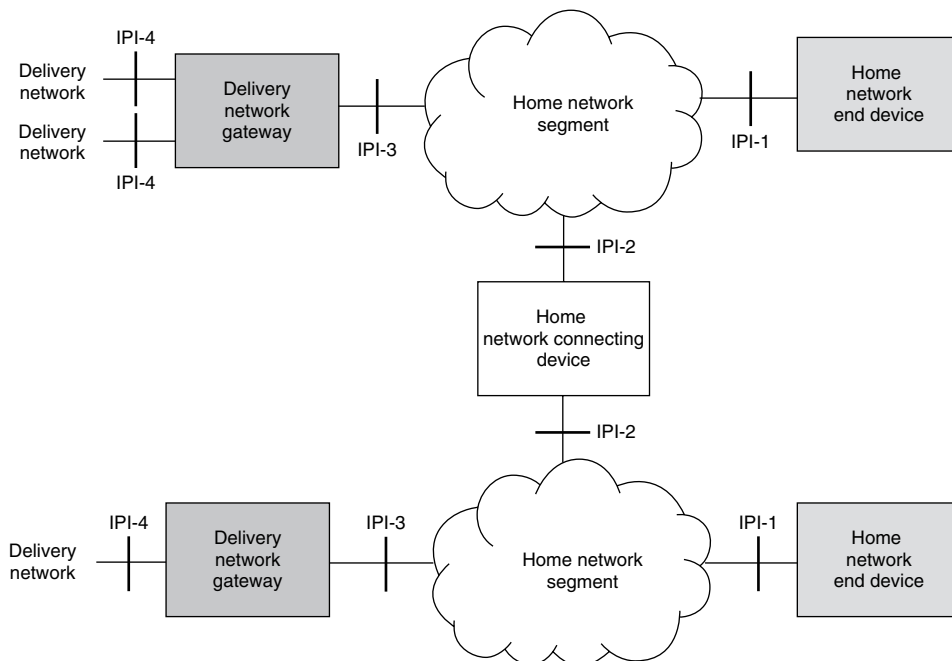 IPI-4
Delivery
network
Delivery
network
IPI-4
Delivery
network
gateway
IPI-3
Home network
segment
IPI-1
Home
network
end device
IPI-2
Home
network connecting
device
IPI-2
Delivery
network
IPI-4
Delivery
network
gateway
IPI-3
Home network
segment
IPI-1
Home
network
end device